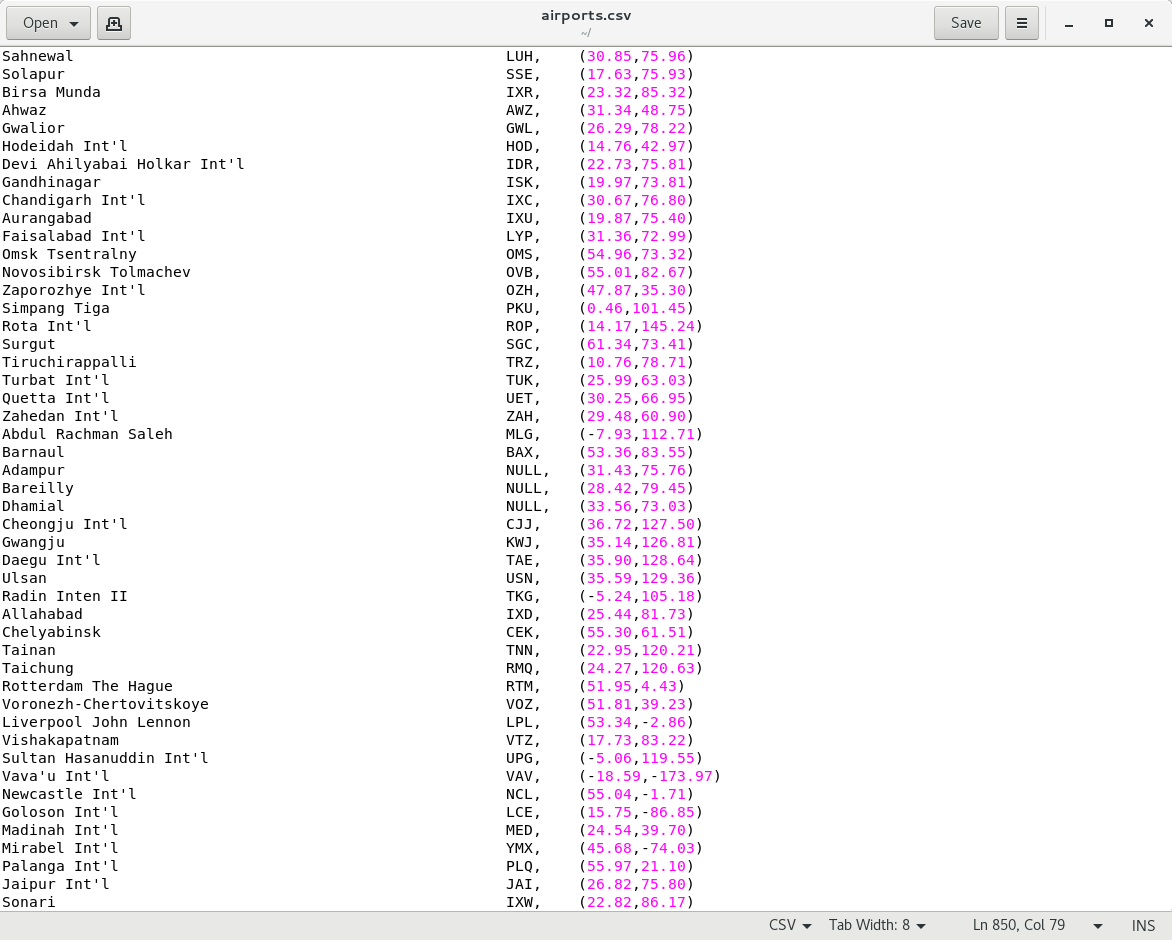 Open
airports.csv
~/
Save
Sahnewal LUH, (30.85,75.96)
Solapur SSE, (17.63,75.93)
Birsa Munda IXR, (23.32,85.32)
Ahwaz AWZ, (31.34,48.75)
Gwalior GWL, (26.29,78.22)
Hodeidah Int'l HOD, (14.76,42.97)
Devi Ahilyabai Holkar Int'l IDR, (22.73,75.81)
Gandhinagar ISK, (19.97,73.81)
Chandigarh Int'l IXC, (30.67,76.80)
Aurangabad IXU, (19.87,75.40)
Faisalabad Int'l LYP, (31.36,72.99)
Omsk Tsentralny OMS, (54.96,73.32)
Novosibirsk Tolmachev OVB, (55.01,82.67)
Zaporozhye Int'l OZH, (47.87,35.30)
Simpang Tiga PKU, (0.46,101.45)
Rota Int'l ROP, (14.17,145.24)
Surgut SGC, (61.34,73.41)
Tiruchirappalli TRZ, (10.76,78.71)
Turbat Int'l TUK, (25.99,63.03)
Quetta Int'l UET, (30.25,66.95)
Zahedan Int'l ZAH, (29.48,60.90)
Abdul Rachman Saleh MLG, (-7.93,112.71)
Barnaul BAX, (53.36,83.55)
Adampur NULL, (31.43,75.76)
Bareilly NULL, (28.42,79.45)
Dhamial NULL, (33.56,73.03)
Cheongju Int'l CJJ, (36.72,127.50)
Gwangju KWJ, (35.14,126.81)
Daegu Int'l TAE, (35.90,128.64)
Ulsan USN, (35.59,129.36)
Radin Inten II TKG, (-5.24,105.18)
Allahabad IXD, (25.44,81.73)
Chelyabinsk CEK, (55.30,61.51)
Tainan TNN, (22.95,120.21)
Taichung RMQ, (24.27,120.63)
Rotterdam The Hague RTM, (51.95,4.43)
Voronezh-Chertovitskoye VOZ, (51.81,39.23)
Liverpool John Lennon LPL, (53.34,-2.86)
Vishakapatnam VTZ, (17.73,83.22)
Sultan Hasanuddin Int'l UPG, (-5.06,119.55)
Vava'u Int'l VAV, (-18.59,-173.97)
Newcastle Int'l NCL, (55.04,-1.71)
Goloson Int'l LCE, (15.75,-86.85)
Madinah Int'l MED, (24.54,39.70)
Mirabel Int'l YMX, (45.68,-74.03)
Palanga Int'l PLQ, (55.97,21.10)
Jaipur Int'l JAI, (26.82,75.80)
Sonari IXW, (22.82,86.17)
CSV Tab Width: 8 Ln 850, Col 79 INS